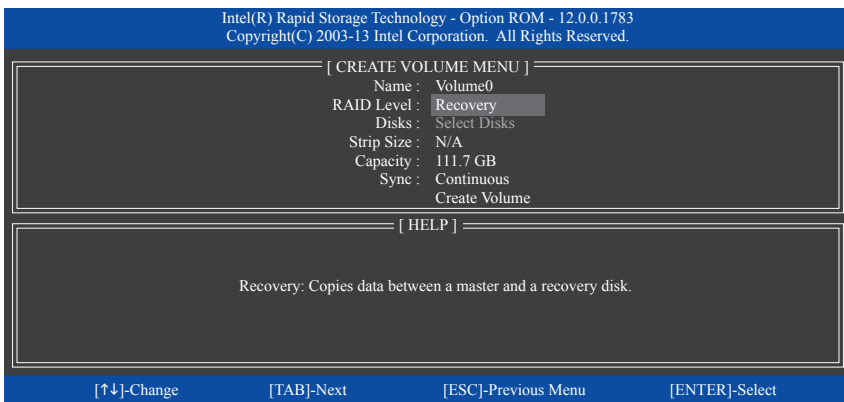 Intel(R) Rapid Storage Technology - Option ROM - 12.0.0.1783
Copyright(C) 2003-13 Intel Corporation.  All Rights Reserved.
[ CREATE VOLUME MENU ]
Name : Volume0
RAID Level : Recovery
Disks : Select Disks
Strip Size : N/A
Capacity : 111.7 GB
Sync : Continuous
Create Volume
[ HELP ]
Recovery: Copies data between a master and a recovery disk.
[↑↓]-Change [TAB]-Next [ESC]-Previous Menu [ENTER]-Select